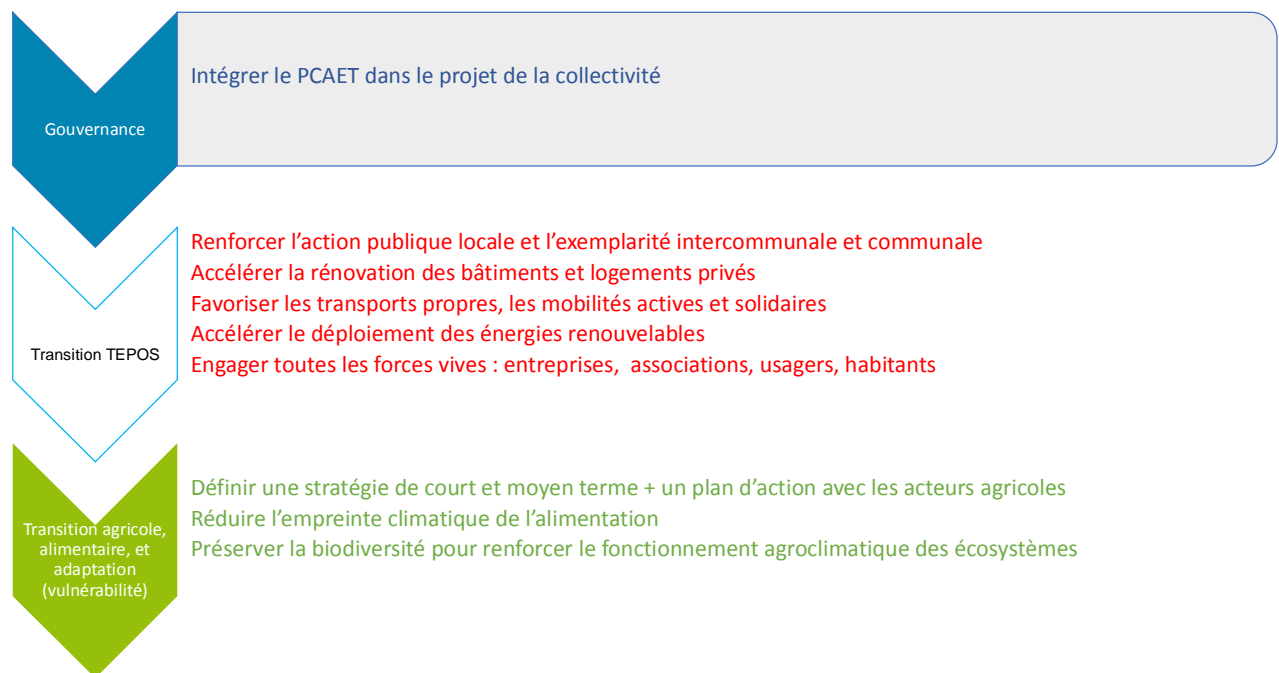 Gouvernance
Intégrer le PCAET dans le projet de la collectivité
Transition TEPOS
Renforcer l’action publique locale et l’exemplarité intercommunale et communale
Accélérer la rénovation des bâtiments et logements privés
Favoriser les transports propres, les mobilités actives et solidaires
Accélérer le déploiement des énergies renouvelables
Engager toutes les forces vives : entreprises,  associations, usagers, habitants
Transition agricole,
alimentaire, et
adaptation
(vulnérabilité)
Définir une stratégie de court et moyen terme + un plan d’action avec les acteurs agricoles
Réduire l’empreinte climatique de l’alimentation
Préserver la biodiversité pour renforcer le fonctionnement agroclimatique des écosystèmes